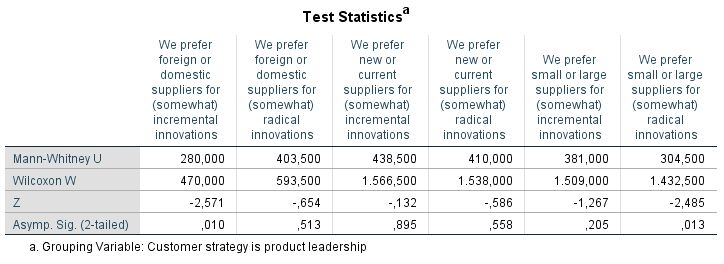 Test Statisticsa
We prefer foreign or domestic suppliers for (somewhat) incremental innovations
We prefer foreign or domestic suppliers for (somewhat) radical innovations
We prefer new or current suppliers for (somewhat) incremental innovations
We prefer new or current suppliers for (somewhat) radical innovations
We prefer small or large suppliers for (somewhat) incremental innovations
We prefer small or large suppliers for (somewhat) radical innovations
Mann-Whitney U 280,000 403,500 438,500 410,000 381,000 304,500
Wilcoxon W 470,000 593,500 1.566,500 1.538,000 1.509,000 1.432,500
Z -2,571 -,654 -,132 -,586 -1,267 -2,485
Asymp. Sig. (2-tailed) ,010 ,513 ,895 ,558 ,205 ,013
a. Grouping Variable: Customer strategy is product leadership